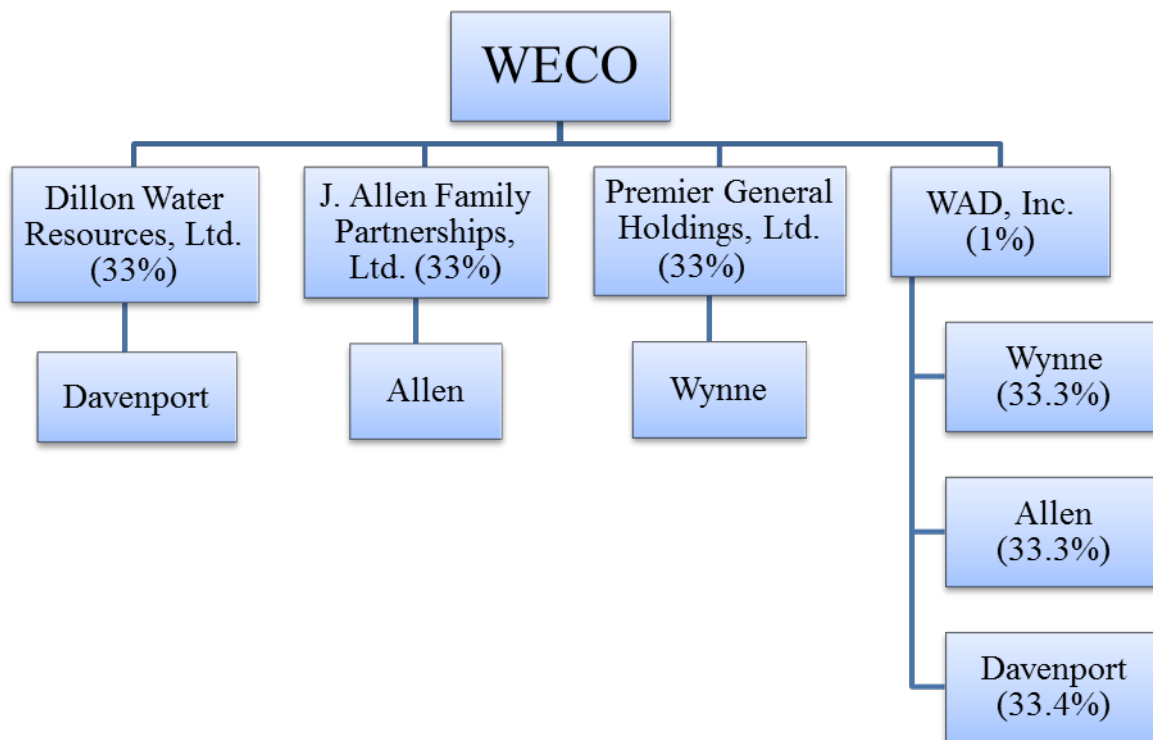 WECO
Dillon Water
Resources, Ltd.
(33%)
J. Allen Family
Partnerships,
Ltd. (33%)
Premier General
Holdings, Ltd.
(33%)
WAD, Inc.
(1%)
Davenport
Allen
Wynne
Wynne
(33.3%)
Allen
(33.3%)
Davenport
(33.4%)